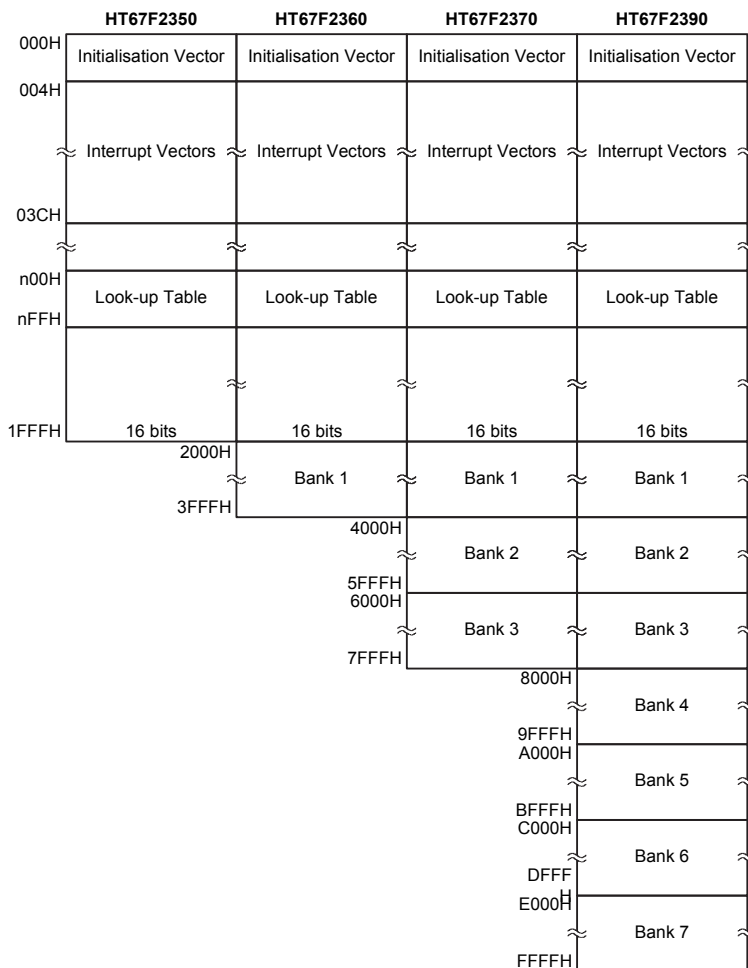 HT67F2350 HT67F2360 HT67F2370 HT67F2390
000H
Initialisation Vector Initialisation Vector Initialisation Vector Initialisation Vector
004H
Interrupt Vectors Interrupt Vectors Interrupt Vectors Interrupt Vectors
03CH
n00H
Look-up Table Look-up Table Look-up Table Look-up Table
nFFH
1FFFH 16 bits 16 bits 16 bits 16 bits
2000H
Bank 1 Bank 1 Bank 1
3FFFH
4000H
Bank 2 Bank 2
5FFFH
6000H
Bank 3 Bank 3
7FFFH
8000H
Bank 4
9FFFH
A000H
Bank 5
BFFFH
C000H
Bank 6
DFFF
H
E000H
Bank 7
FFFFH